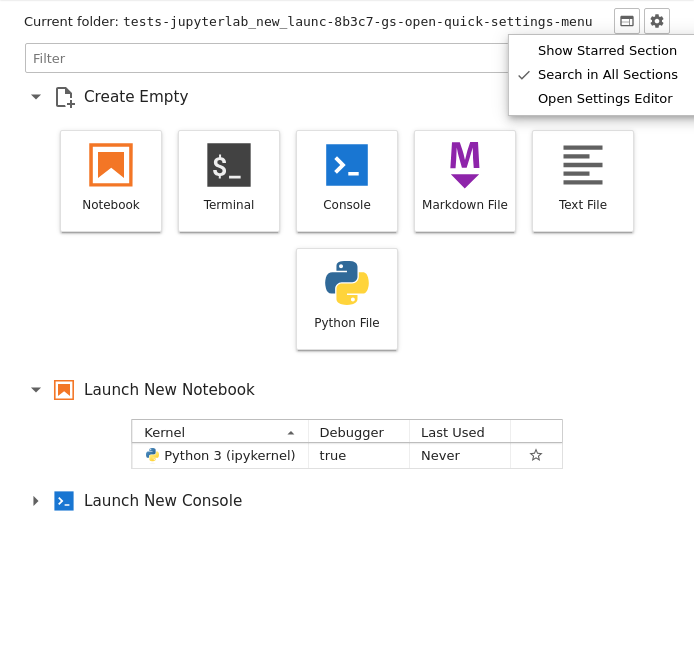 Current folder: tests-jupyterlab_new_launc-8b3c7-gs-open-quick-settings-menu
Show Starred Section
Search in All Sections
Open Settings Editor
Filter
Create Empty
Notebook
Terminal
$_
Console
Markdown File
M
Text File
Python File
Launch New Notebook
Kernel Debugger Last Used
Python 3 (ipykernel) true Never
Launch New Console